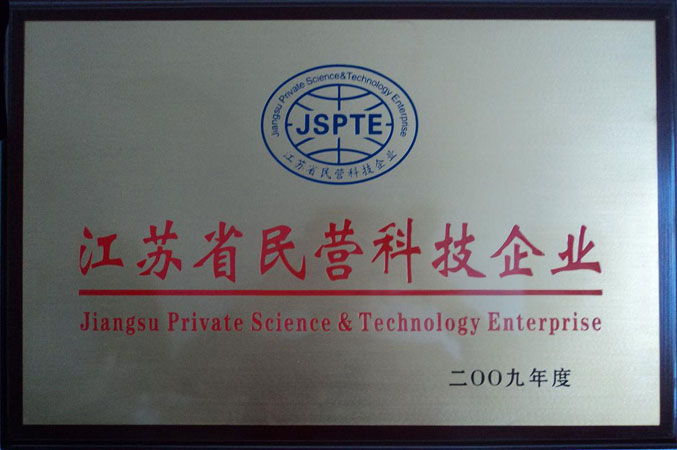 Jiangsu Private Science&Technology Enterprise
JSPTE
江苏省民营科技企业
江苏省民营科技企业
Jiangsu Private Science & Technology Enterprise
二OO九年度